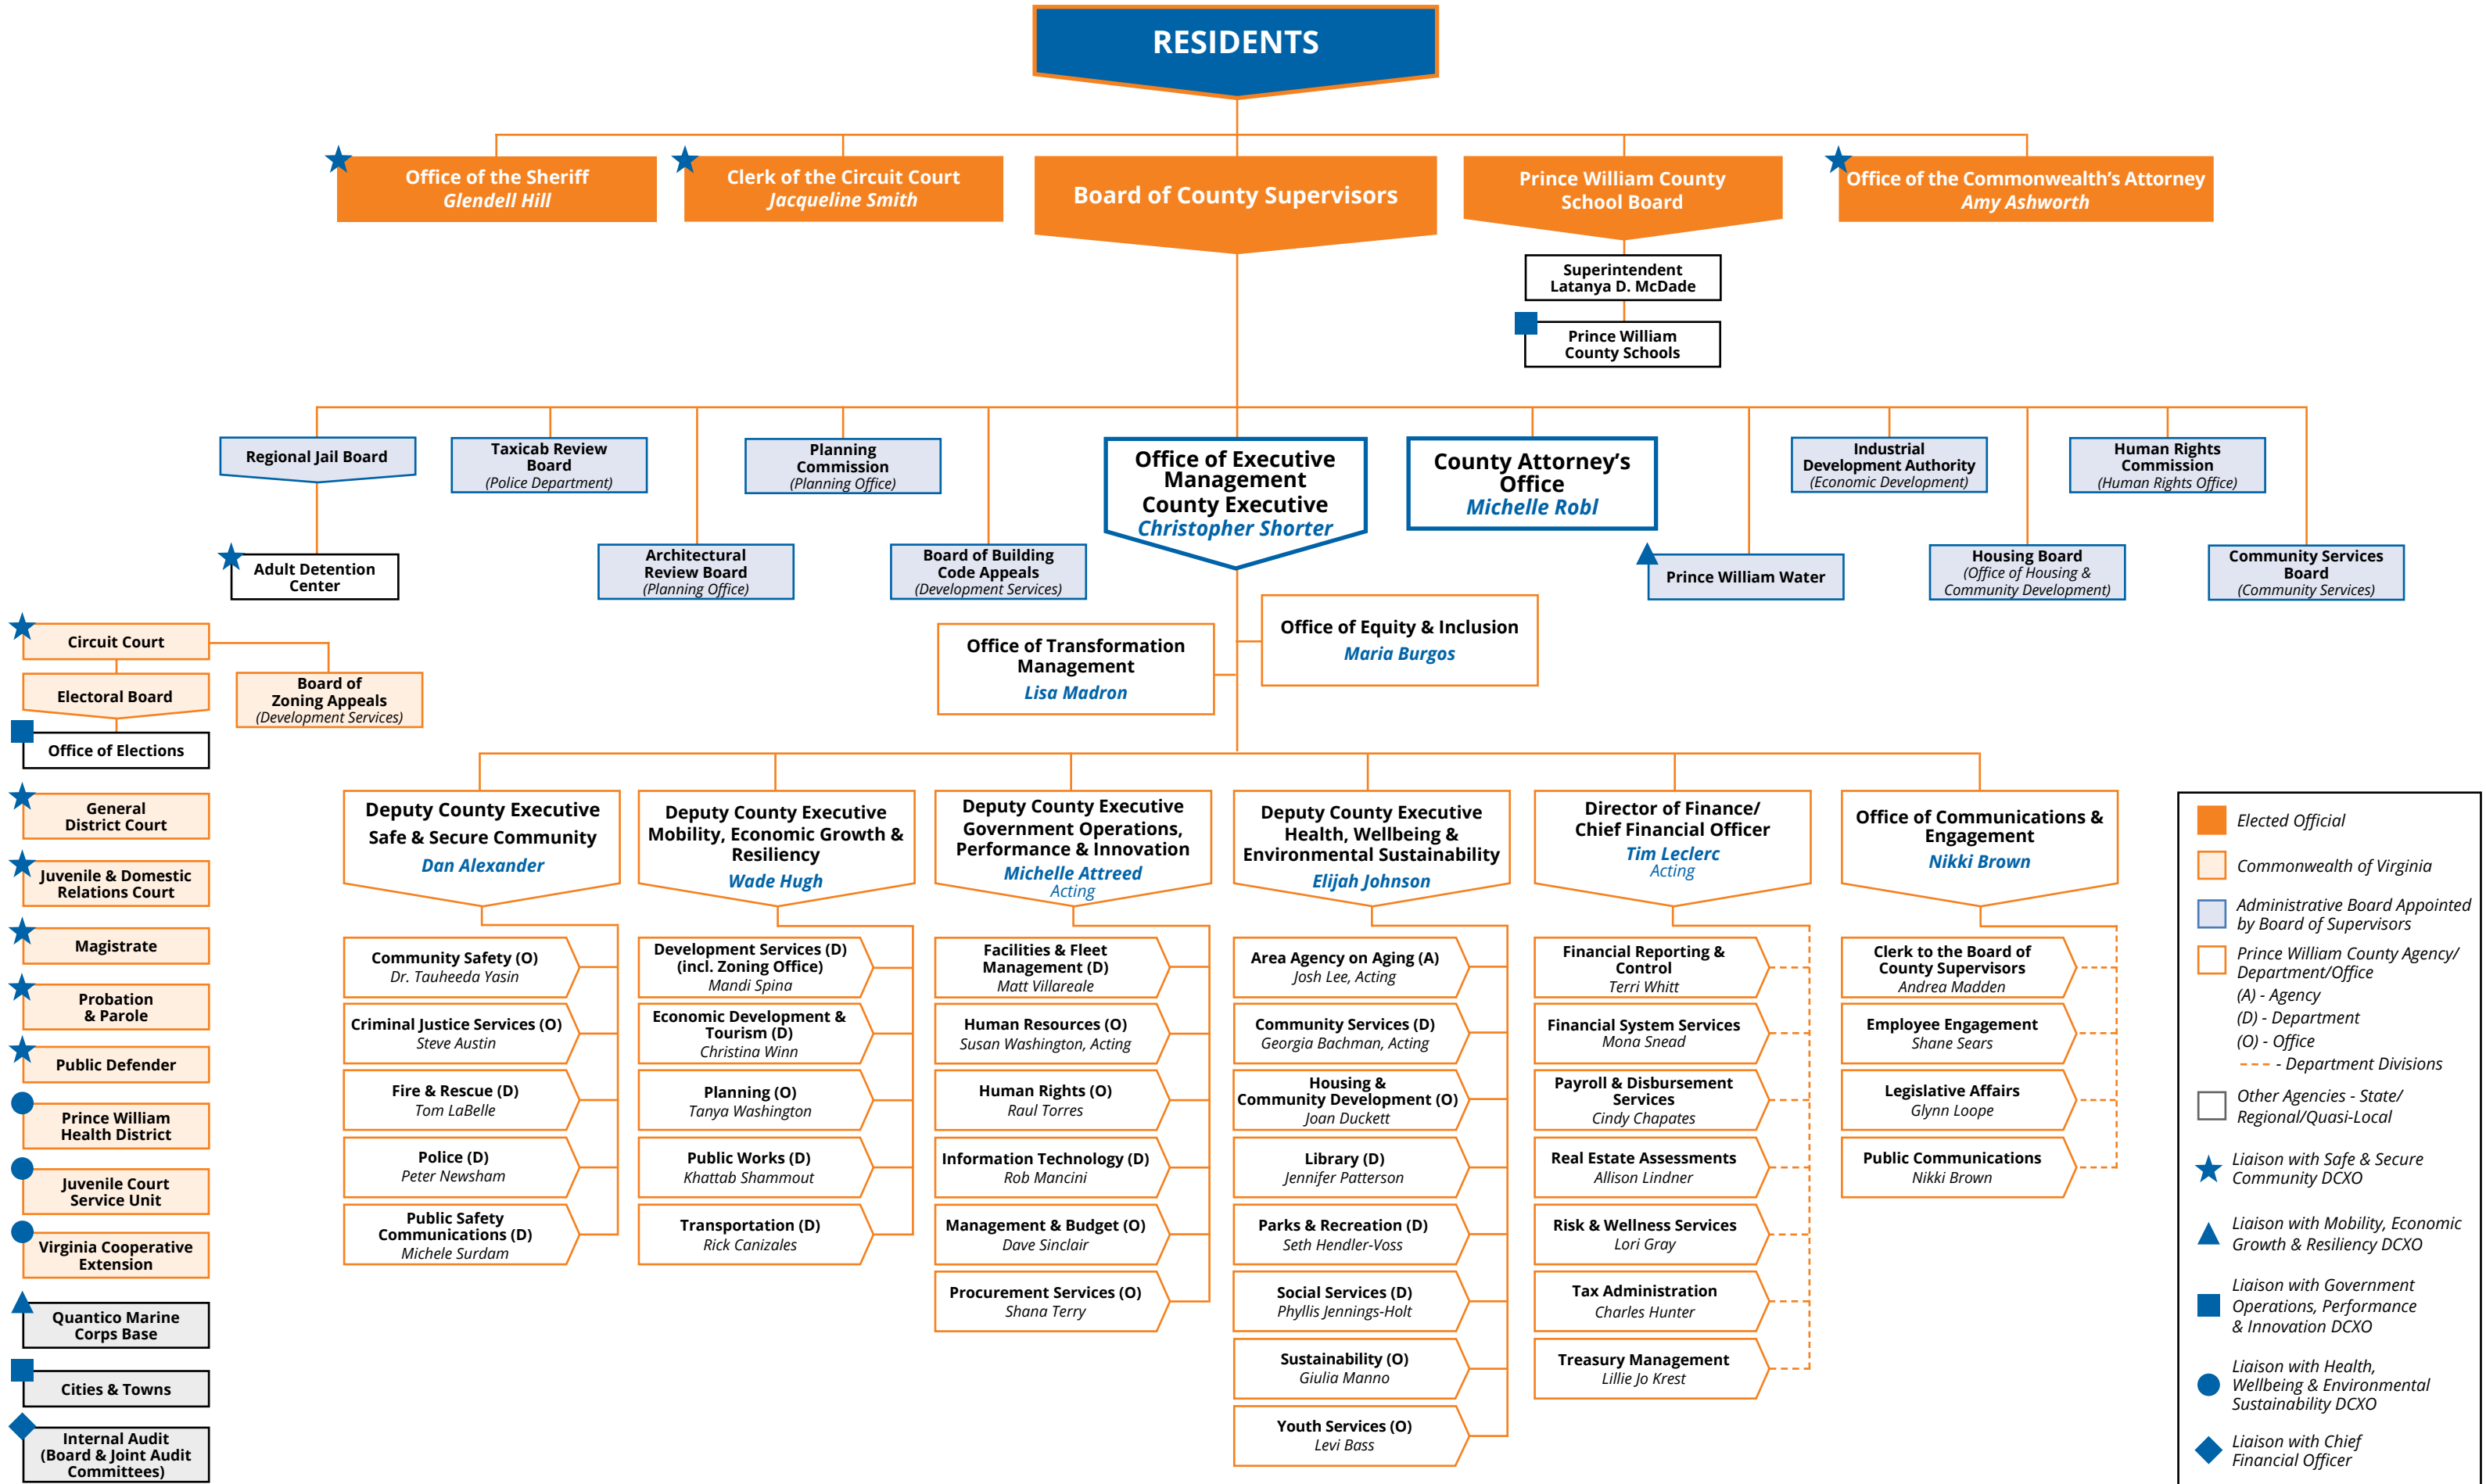 RESIDENTS
Office of the Sheriff
Glendell Hill
Clerk of the Circuit Court
Jacqueline Smith
Board of County Supervisors
Prince William County
School Board
Office of the Commonwealth’s Attorney
Amy Ashworth
Superintendent
Latanya D. McDade
Prince William
County Schools
Regional Jail Board
Taxicab Review
Board
(Police Department)
Planning
Commission
(Planning Office)
Office of Executive
Management
County Executive
Christopher Shorter
County Attorney’s
Office
Michelle Robl
Industrial
Development Authority
(Economic Development)
Human Rights
Commission
(Human Rights Office)
Adult Detention
Center
Architectural
Review Board
(Planning Office)
Board of Building
Code Appeals
(Development Services)
Prince William Water
Housing Board
(Office of Housing &
Community Development)
Community Services
Board
(Community Services)
Office of Transformation
Management
Lisa Madron
Office of Equity & Inclusion
Maria Burgos
Circuit Court
Electoral Board
Board of
Zoning Appeals
(Development Services)
Office of Elections
General
District Court
Juvenile & Domestic
Relations Court
Magistrate
Probation
& Parole
Public Defender
Prince William
Health District
Juvenile Court
Service Unit
Virginia Cooperative
Extension
Quantico Marine
Corps Base
Cities & Towns
Internal Audit
(Board & Joint Audit
Committees)
Deputy County Executive
Safe & Secure Community
Dan Alexander
Community Safety (O)
Dr. Tauheeda Yasin
Criminal Justice Services (O)
Steve Austin
Fire & Rescue (D)
Tom LaBelle
Police (D)
Peter Newsham
Public Safety
Communications (D)
Michele Surdam
Deputy County Executive
Mobility, Economic Growth &
Resiliency
Wade Hugh
Development Services (D)
(incl. Zoning Office)
Mandi Spina
Economic Development &
Tourism (D)
Christina Winn
Planning (O)
Tanya Washington
Public Works (D)
Khattab Shammout
Transportation (D)
Rick Canizales
Deputy County Executive
Government Operations,
Performance & Innovation
Michelle Attreed
Acting
Facilities & Fleet
Management (D)
Matt Villareale
Human Resources (O)
Susan Washington, Acting
Human Rights (O)
Raul Torres
Information Technology (D)
Rob Mancini
Management & Budget (O)
Dave Sinclair
Procurement Services (O)
Shana Terry
Deputy County Executive
Health, Wellbeing &
Environmental Sustainability
Elijah Johnson
Area Agency on Aging (A)
Josh Lee, Acting
Community Services (D)
Georgia Bachman, Acting
Housing &
Community Development (O)
Joan Duckett
Library (D)
Jennifer Patterson
Parks & Recreation (D)
Seth Hendler-Voss
Social Services (D)
Phyllis Jennings-Holt
Sustainability (O)
Giulia Manno
Youth Services (O)
Levi Bass
Director of Finance/
Chief Financial Officer
Tim Leclerc
Acting
Financial Reporting &
Control
Terri Whitt
Financial System Services
Mona Snead
Payroll & Disbursement
Services
Cindy Chapates
Real Estate Assessments
Allison Lindner
Risk & Wellness Services
Lori Gray
Tax Administration
Charles Hunter
Treasury Management
Lillie Jo Krest
Office of Communications &
Engagement
Nikki Brown
Clerk to the Board of
County Supervisors
Andrea Madden
Employee Engagement
Shane Sears
Legislative Affairs
Glynn Loope
Public Communications
Nikki Brown
Elected Official
Commonwealth of Virginia
Administrative Board Appointed
by Board of Supervisors
Prince William County Agency/
Department/Office
(A) - Agency
(D) - Department
(O) - Office
- Department Divisions
Other Agencies - State/
Regional/Quasi-Local
Liaison with Safe & Secure
Community DCXO
Liaison with Mobility, Economic
Growth & Resiliency DCXO
Liaison with Government
Operations, Performance
& Innovation DCXO
Liaison with Health,
Wellbeing & Environmental
Sustainability DCXO
Liaison with Chief
Financial Officer